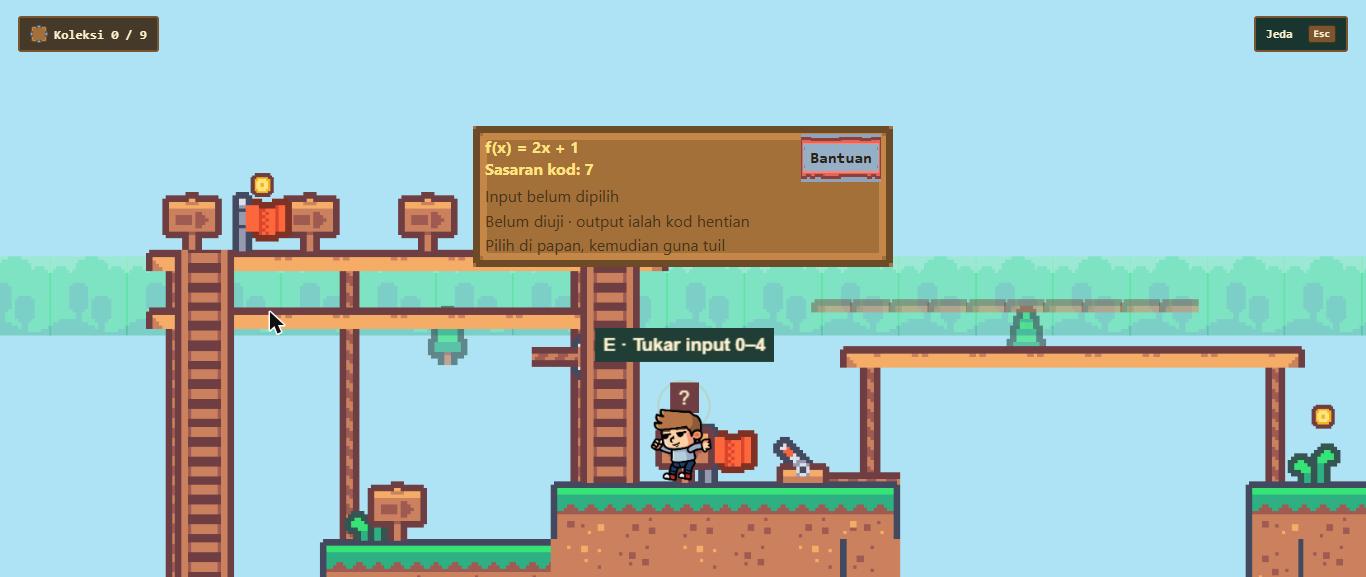 Koleksi 0 / 9
Jeda Esc
f(x) = 2x + 1
Sasaran kod: 7
Bantuan
Input belum dipilih
Belum diuji · output ialah kod hentian
Pilih di papan, kemudian guna tuil
E · Tukar input 0–4
?